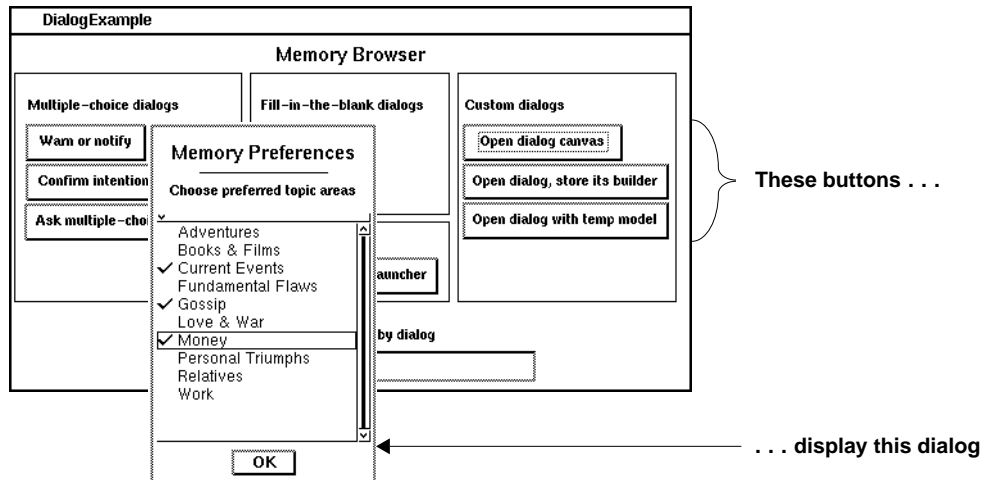 DialogExample
Memory Browser
Multiple-choice dialogs
Fill-in-the-blank dialogs
Custom dialogs
Warn or notify
Confirm intention
Ask multiple-choi
Open dialog canvas
Open dialog, store its builder
Open dialog with temp model
These buttons . . .
Memory Preferences
Choose preferred topic areas
Adventures
Books & Films
Current Events
Fundamental Flaws
Gossip
Love & War
Money
Personal Triumphs
Relatives
Work
OK
auncher
by dialog
. . . display this dialog